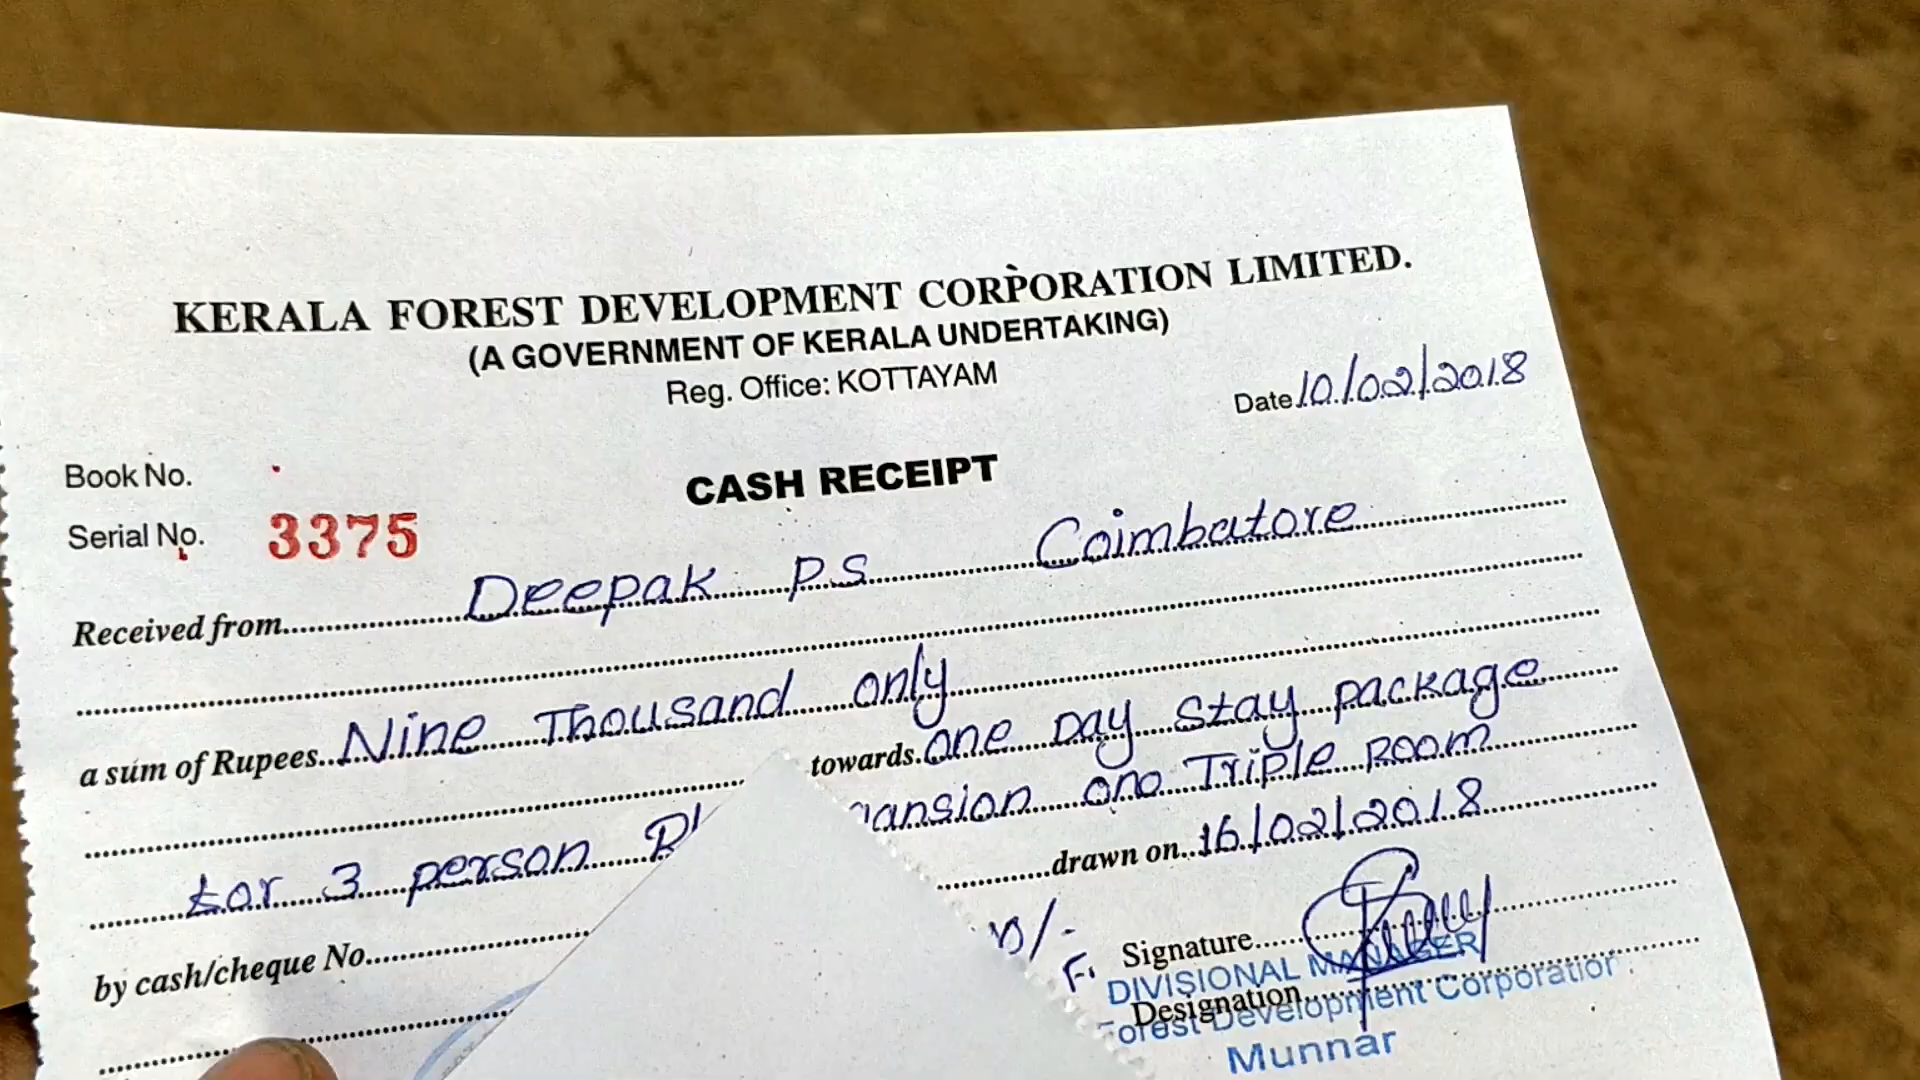 KERALA FOREST DEVELOPMENT CORPORATION LIMITED.
(A GOVERNMENT OF KERALA UNDERTAKING)
Reg. Office: KOTTAYAM
Date 10/02/2018
Book No.
CASH RECEIPT
Serial No. 3375
Received from Deepak P.S Coimbatore
a sum of Rupees Nine Thousand only
towards one Day Stay package
for 3 person one Triple Room
drawn on 16/02/2018
by cash/cheque No.
Signature
DIVISIONAL MANAGER
Designation
Forest Development Corporation
Munnar